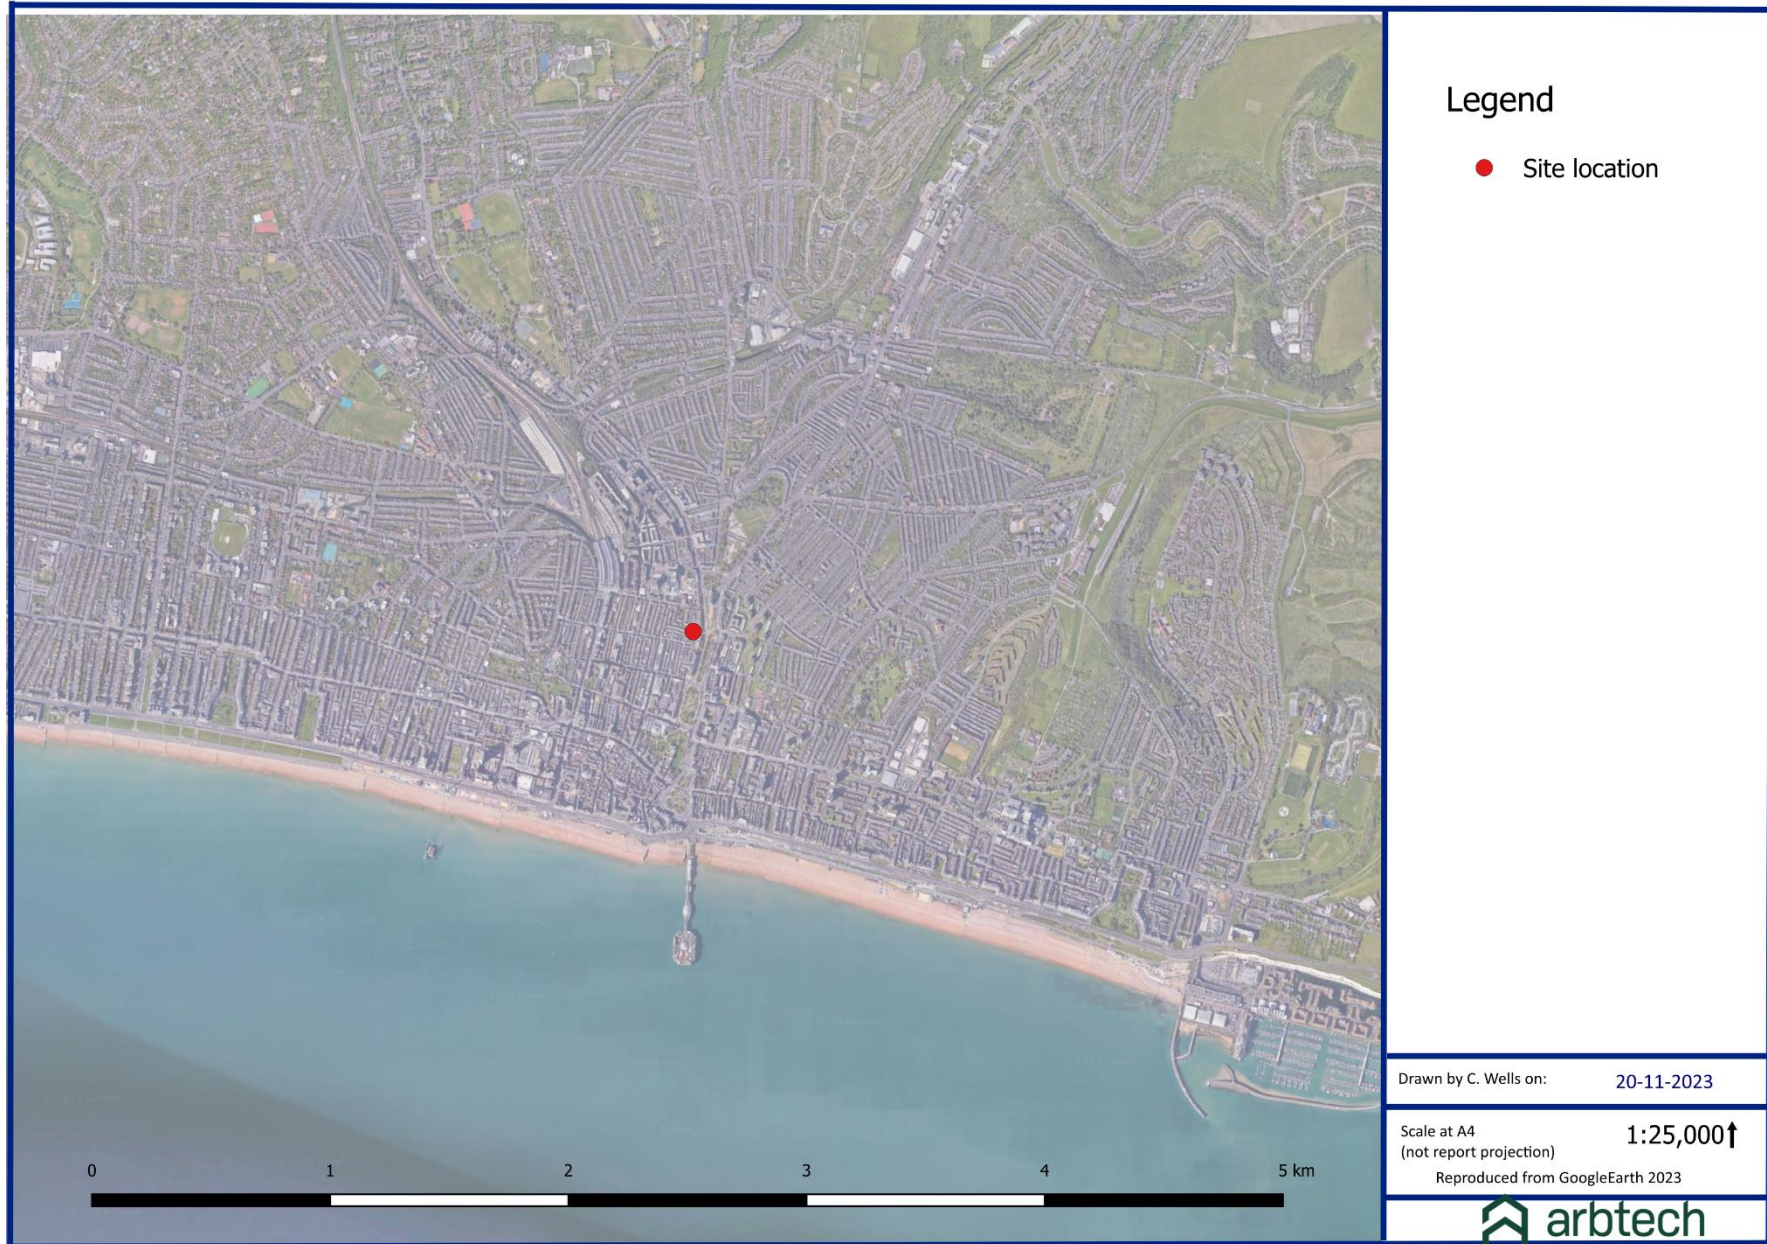 Legend
Site location
Drawn by C. Wells on: 20-11-2023
Scale at A4
(not report projection)
1:25,000
Reproduced from GoogleEarth 2023
arbtech
0 1 2 3 4 5 km